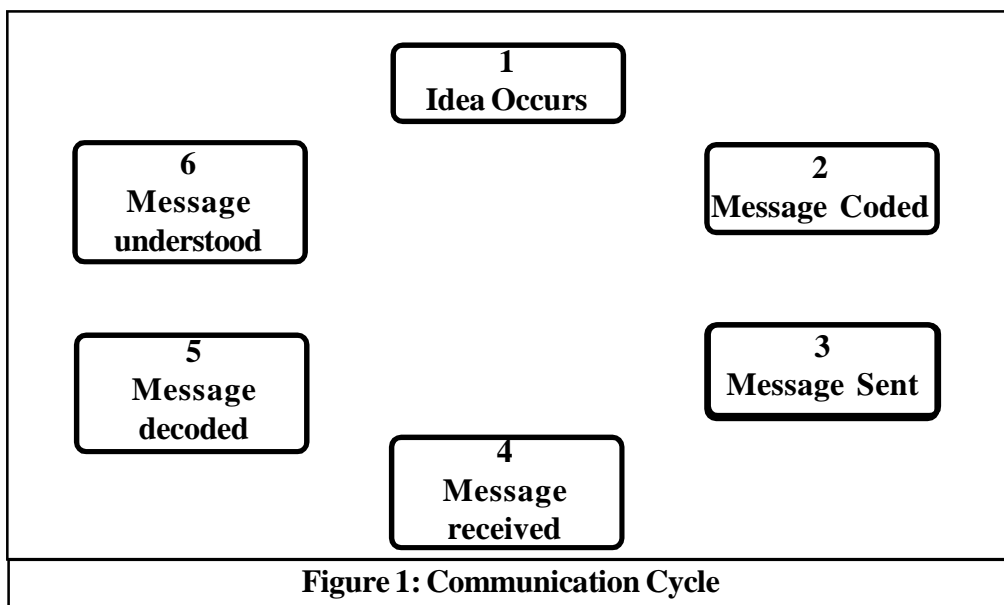 1
Idea Occurs
2
Message Coded
3
Message Sent
4
Message
received
5
Message
decoded
6
Message
understood
Figure 1: Communication Cycle